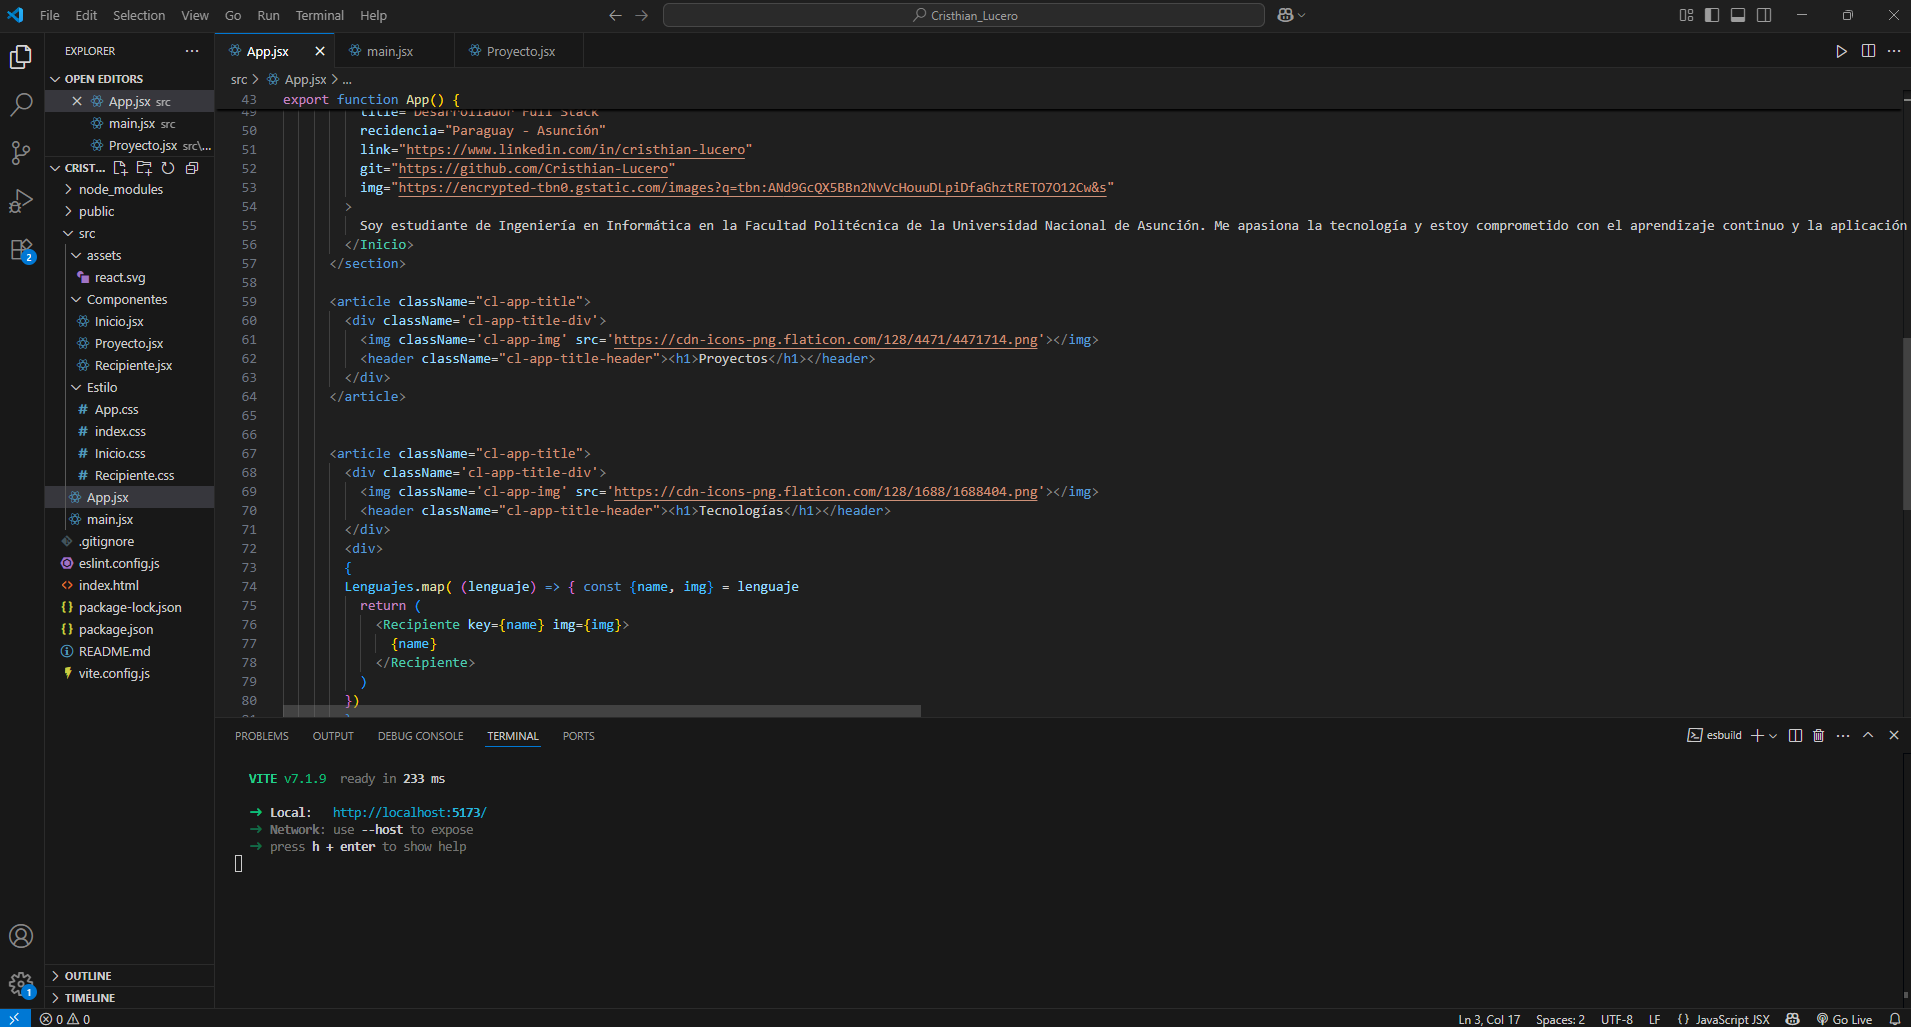 File Edit Selection View Go Run Terminal Help
Cristhian_Lucero
EXPLORER
OPEN EDITORS
App.jsx src
main.jsx src
Proyecto.jsx src\...
CRIST...
node_modules
public
src
assets
react.svg
Componentes
Inicio.jsx
Proyecto.jsx
Recipiente.jsx
Estilo
App.css
index.css
Inicio.css
Recipiente.css
App.jsx
main.jsx
.gitignore
eslint.config.js
index.html
package-lock.json
package.json
README.md
vite.config.js
OUTLINE
TIMELINE
2
1
App.jsx main.jsx Proyecto.jsx
src > App.jsx > ...
43 export function App() {
49 title="Desarrollador Full Stack
50 recidencia="Paraguay - Asunción"
51 link="https://www.linkedin.com/in/cristhian-lucero"
52 git="https://github.com/Cristhian-Lucero"
53 img="https://encrypted-tbn0.gstatic.com/images?q=tbn:ANd9GcQX5BBn2NvVcHouuDLpiDfaGhztRETO7O12Cw&s"
54 >
55 Soy estudiante de Ingeniería en Informática en la Facultad Politécnica de la Universidad Nacional de Asunción. Me apasiona la tecnología y estoy comprometido con el aprendizaje continuo y la aplicación
56 </Inicio>
57 </section>
58
59 <article className="cl-app-title">
60 <div className='cl-app-title-div'>
61 <img className='cl-app-img' src='https://cdn-icons-png.flaticon.com/128/4471/4471714.png'></img>
62 <header className="cl-app-title-header"><h1>Proyectos</h1></header>
63 </div>
64 </article>
65
66
67 <article className="cl-app-title">
68 <div className='cl-app-title-div'>
69 <img className='cl-app-img' src='https://cdn-icons-png.flaticon.com/128/1688/1688404.png'></img>
70 <header className="cl-app-title-header"><h1>Tecnologías</h1></header>
71 </div>
72 <div>
73 {
74 Lenguajes.map( (lenguaje) => { const {name, img} = lenguaje
75 return (
76 <Recipiente key={name} img={img}>
77 {name}
78 </Recipiente>
79 )
80 })
PROBLEMS OUTPUT DEBUG CONSOLE TERMINAL PORTS
esbuild
VITE v7.1.9 ready in 233 ms
➜ Local: http://localhost:5173/
➜ Network: use --host to expose
➜ press h + enter to show help
0 0
Ln 3, Col 17 Spaces: 2 UTF-8 LF {} JavaScript JSX Go Live